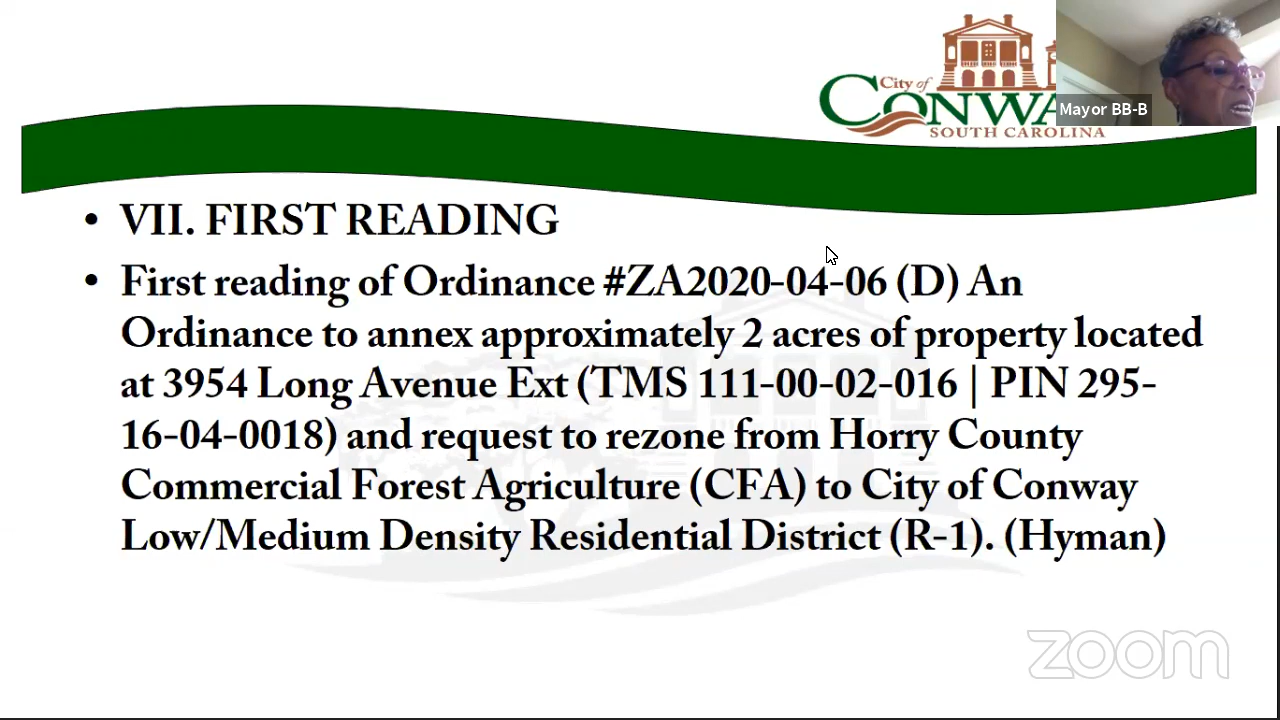 City of
CONWA
SOUTH CAROLINA
Mayor BB-B
• VII. FIRST READING
• First reading of Ordinance #ZA2020-04-06 (D) An
Ordinance to annex approximately 2 acres of property located
at 3954 Long Avenue Ext (TMS 111-00-02-016 | PIN 295-
16-04-0018) and request to rezone from Horry County
Commercial Forest Agriculture (CFA) to City of Conway
Low/Medium Density Residential District (R-1). (Hyman)
zoom